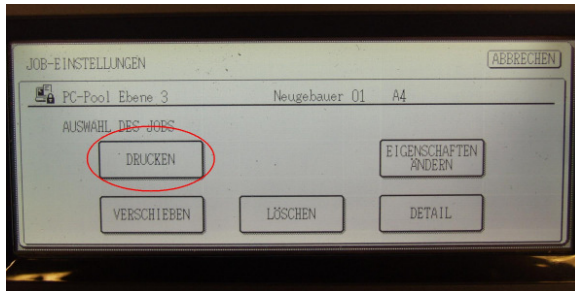 JOB-EINSTELLUNGEN ABBRECHEN
PC-Pool Ebene 3 Neugebauer 01 A4
AUSWAHL DES JOBS
DRUCKEN EIGENSCHAFTEN
ÄNDERN
VERSCHIEBEN LÖSCHEN DETAIL